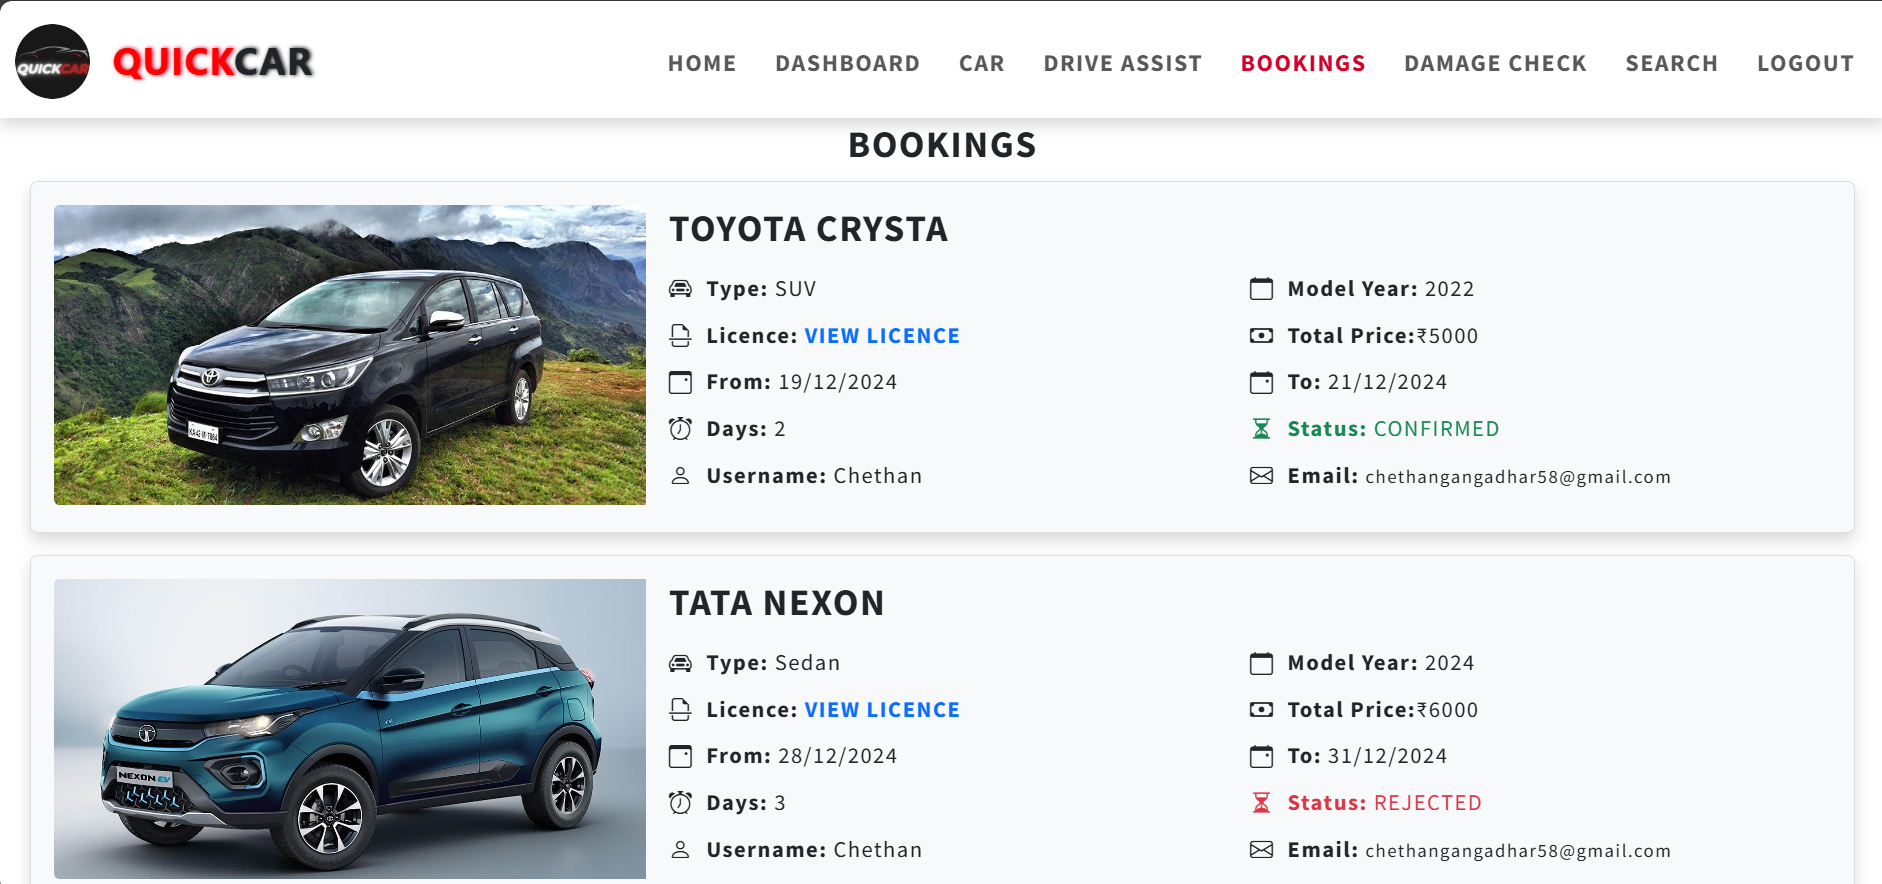 QUICKCAR
QUICKCAR
HOME DASHBOARD CAR DRIVE ASSIST BOOKINGS DAMAGE CHECK SEARCH LOGOUT
BOOKINGS
TOYOTA CRYSTA
Type: SUV
Model Year: 2022
Licence: VIEW LICENCE
Total Price:₹5000
From: 19/12/2024
To: 21/12/2024
Days: 2
Status: CONFIRMED
Username: Chethan
Email: chethangangadhar58@gmail.com
TATA NEXON
Type: Sedan
Model Year: 2024
Licence: VIEW LICENCE
Total Price:₹6000
From: 28/12/2024
To: 31/12/2024
Days: 3
Status: REJECTED
Username: Chethan
Email: chethangangadhar58@gmail.com
NEXON EV